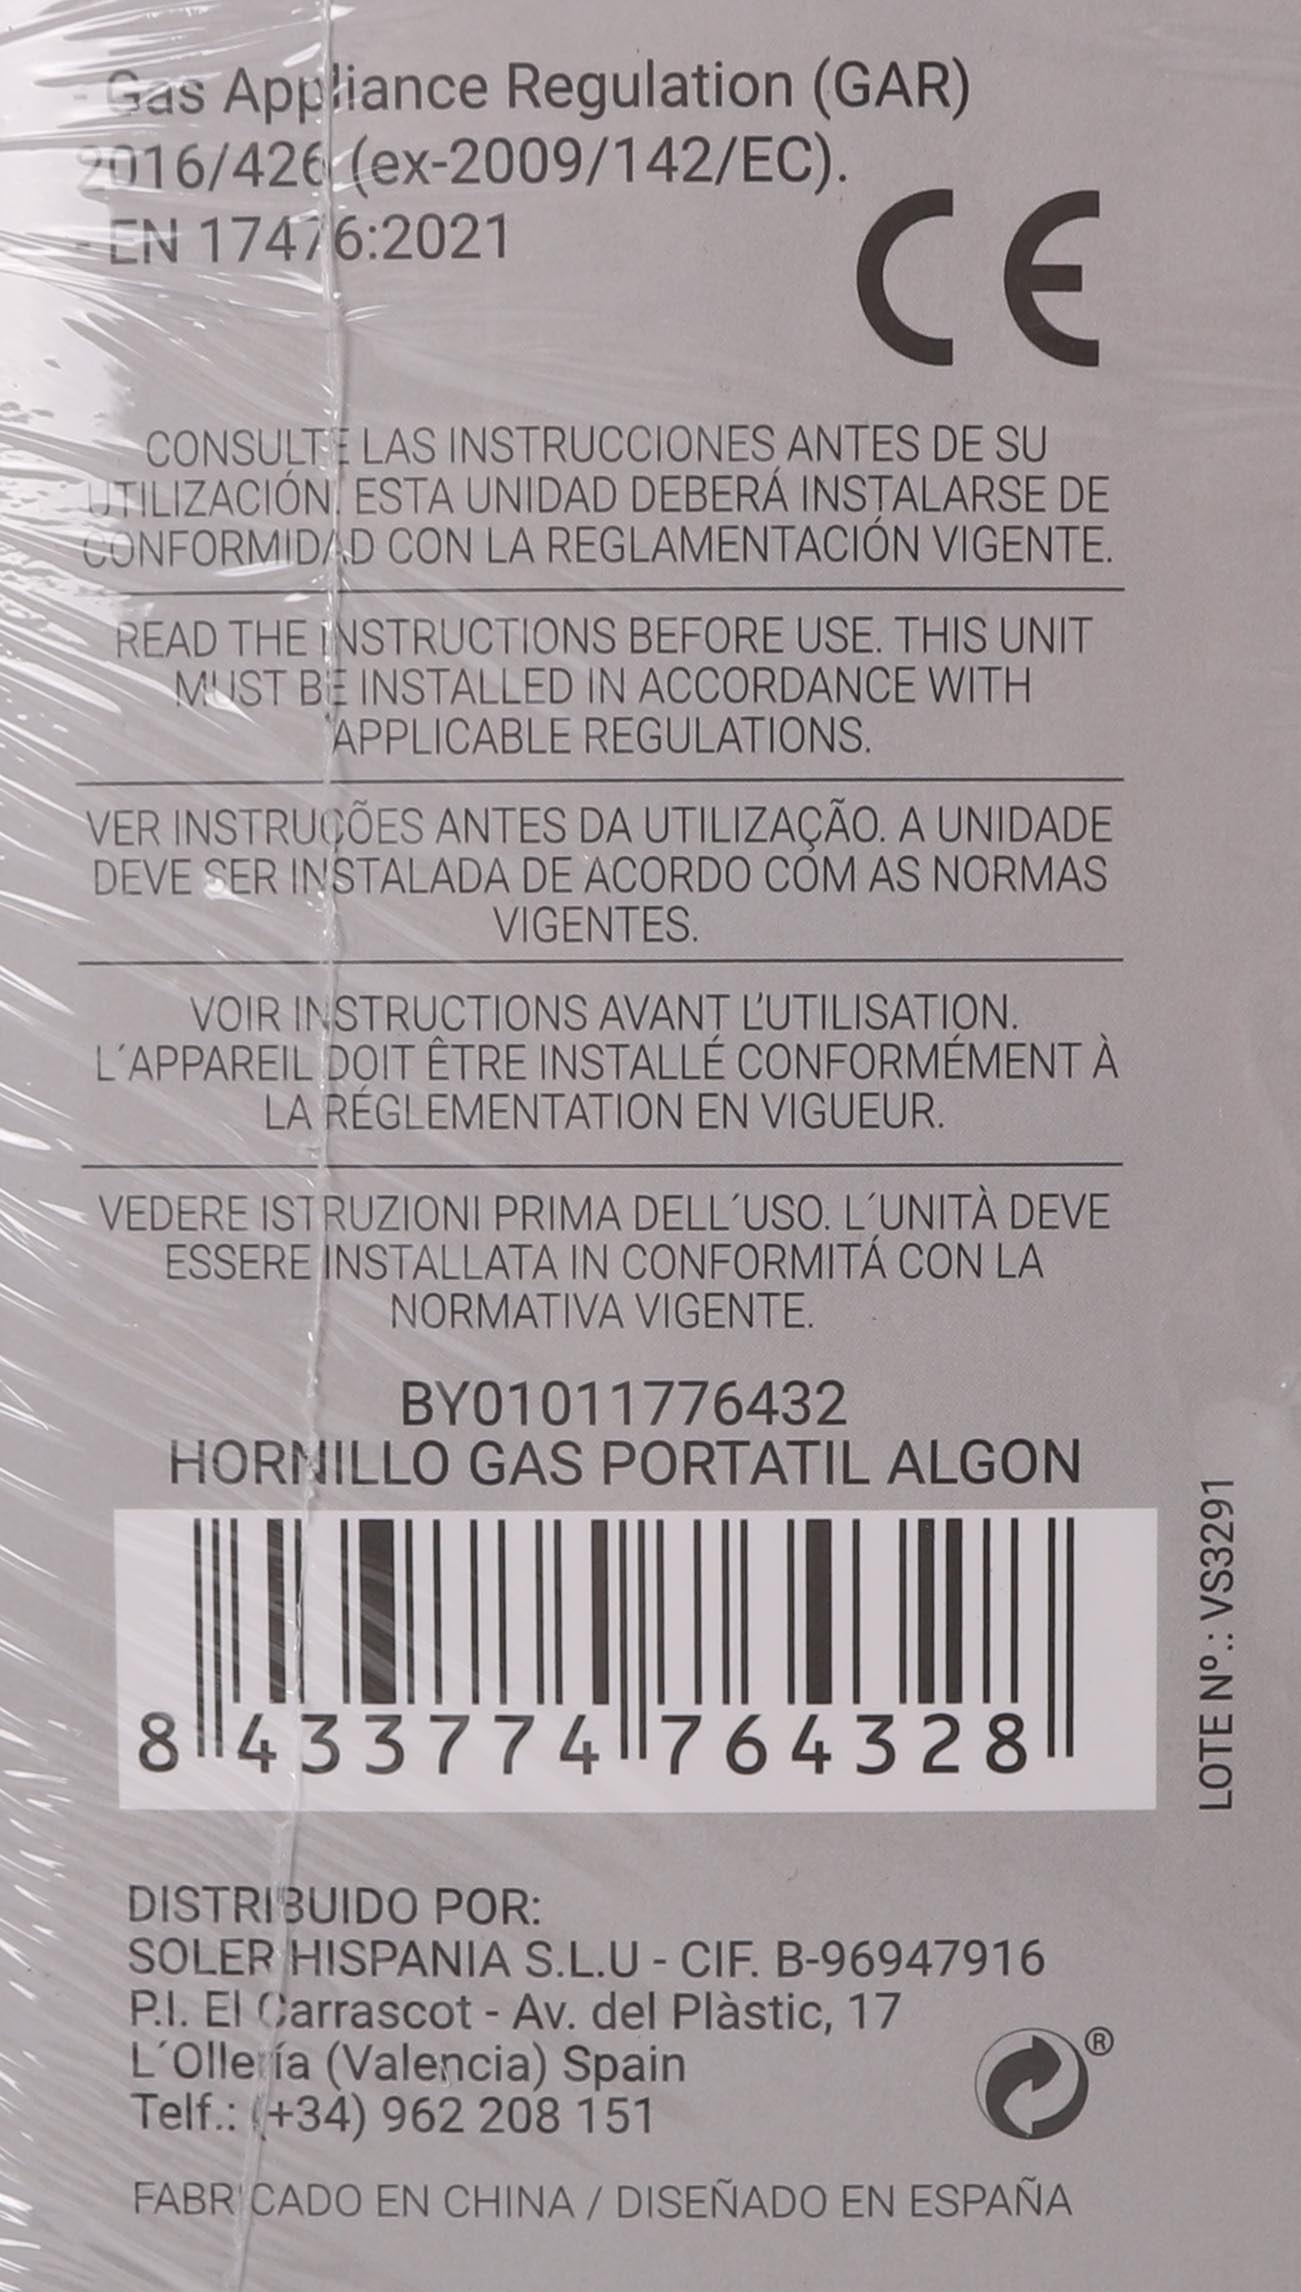 - Gas Appliance Regulation (GAR)
2016/426 (ex-2009/142/EC).
- EN 17476:2021
CE
CONSULTE LAS INSTRUCCIONES ANTES DE SU
UTILIZACIÓN. ESTA UNIDAD DEBERÁ INSTALARSE DE
CONFORMIDAD CON LA REGLAMENTACIÓN VIGENTE.
READ THE INSTRUCTIONS BEFORE USE. THIS UNIT
MUST BE INSTALLED IN ACCORDANCE WITH
APPLICABLE REGULATIONS.
VER INSTRUÇÕES ANTES DA UTILIZAÇÃO. A UNIDADE
DEVE SER INSTALADA DE ACORDO COM AS NORMAS
VIGENTES.
VOIR INSTRUCTIONS AVANT L'UTILISATION.
L´APPAREIL DOIT ÊTRE INSTALLÉ CONFORMÉMENT À
LA RÉGLEMENTATION EN VIGUEUR.
VEDERE ISTRUZIONI PRIMA DELL´USO. L´UNITÀ DEVE
ESSERE INSTALLATA IN CONFORMITÁ CON LA
NORMATIVA VIGENTE.
BY01011776432
HORNILLO GAS PORTATIL ALGON
8 433774 764328
LOTE Nº.: VS3291
DISTRIBUIDO POR:
SOLER HISPANIA S.L.U - CIF. B-96947916
P.I. El Carrascot - Av. del Plàstic, 17
L´Ollería (Valencia) Spain
Telf.: (+34) 962 208 151
®
FABRICADO EN CHINA / DISEÑADO EN ESPAÑA